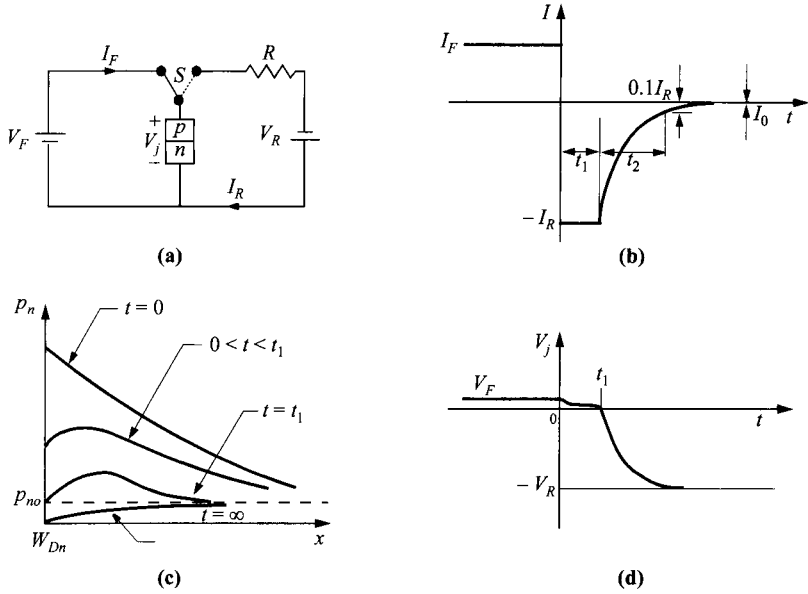 I_F
S
R
V_F
+
V_j
−
p
n
V_R
I_R
(a)
I
I_F
0.1I_R
I_0
t
t_1
t_2
−I_R
(b)
p_n
t = 0
0 < t < t_1
t = t_1
p_no
t = ∞
W_Dn
x
(c)
V_j
V_F
t_1
0
t
−V_R
(d)